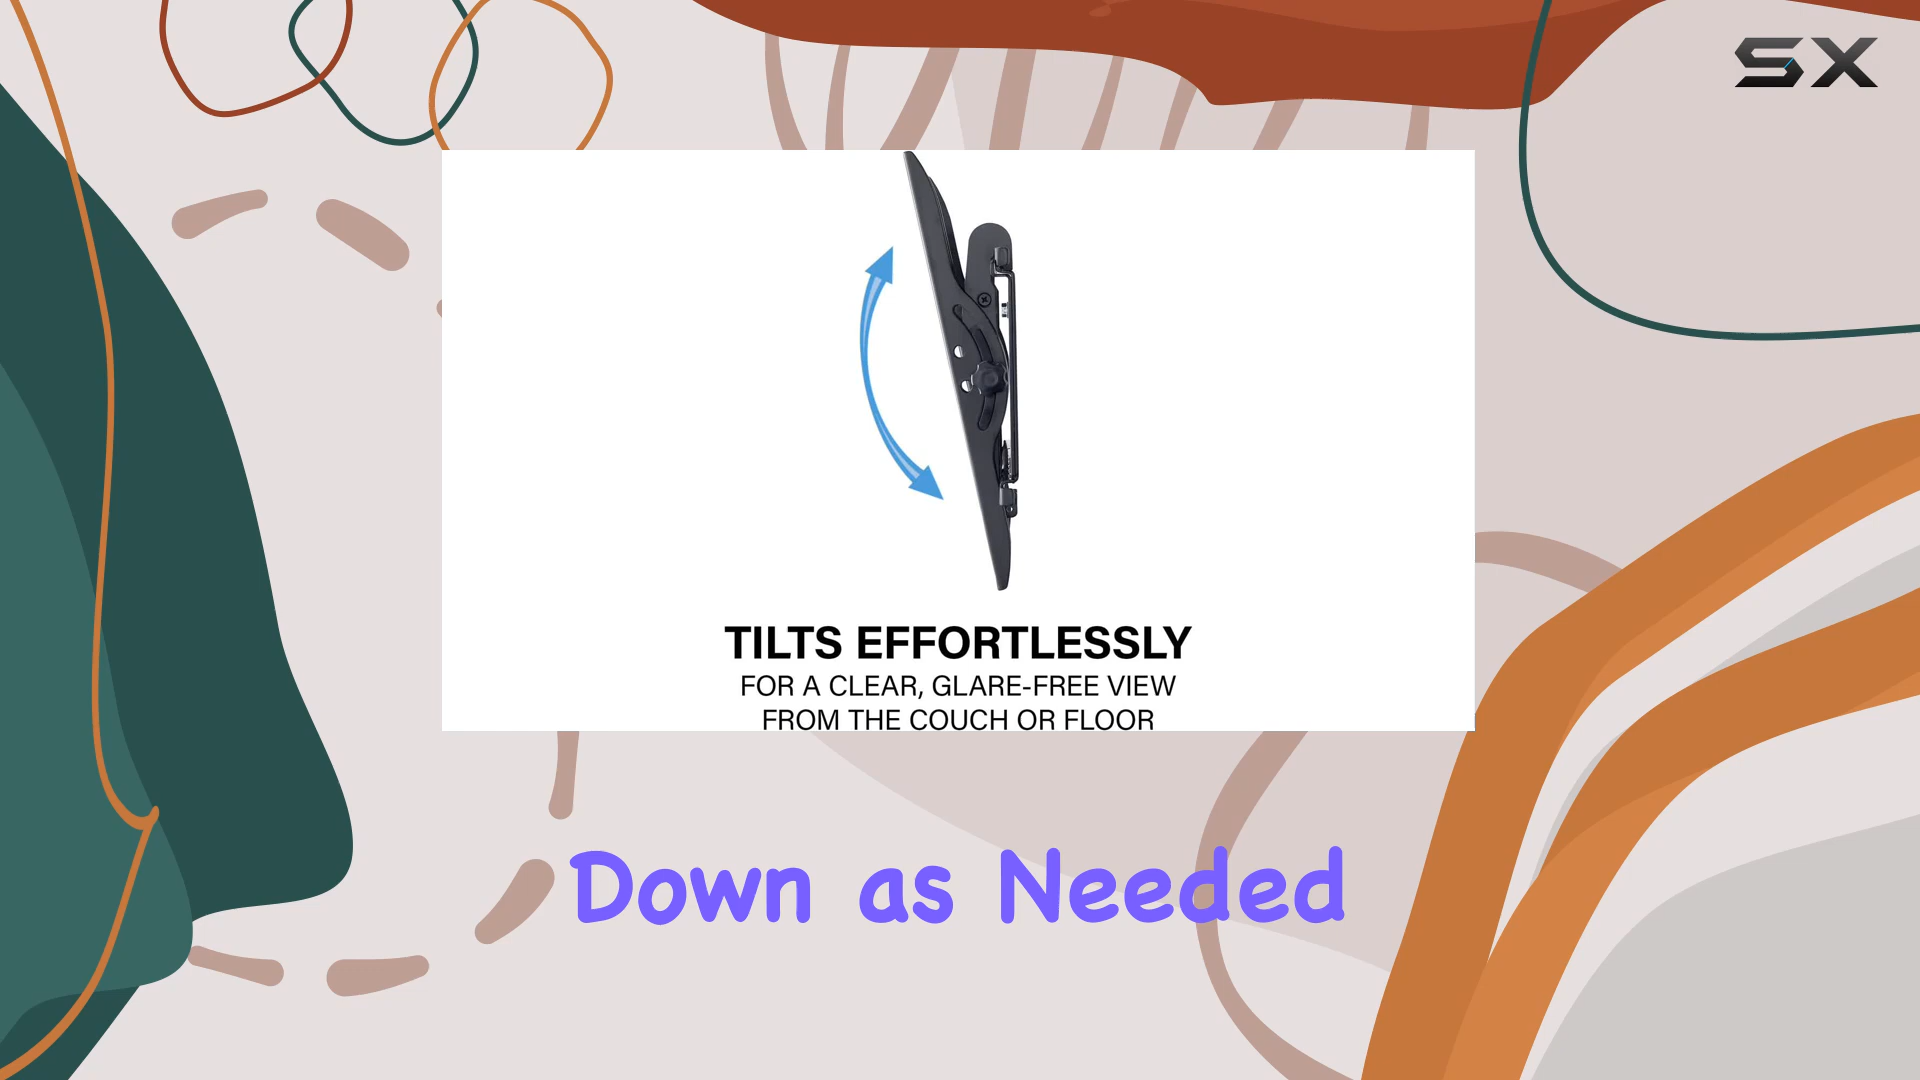 SX
TILTS EFFORTLESSLY
FOR A CLEAR, GLARE-FREE VIEW
FROM THE COUCH OR FLOOR
Down as Needed